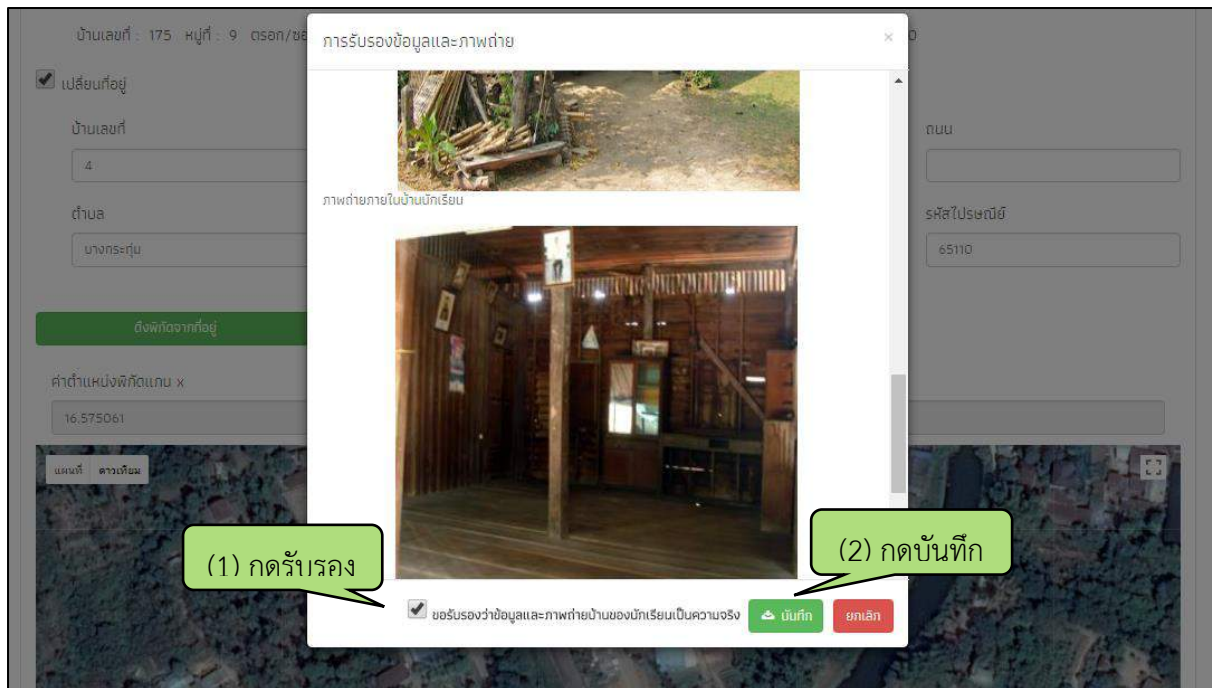 บ้านเลขที่ : 175 หมู่ที่ : 9 ตรอก/ซอ
การรับรองข้อมูลและภาพถ่าย
×
เปลี่ยนที่อยู่
บ้านเลขที่
ถนน
4
ภาพถ่ายภายในบ้านนักเรียน
ตำบล
รหัสไปรษณีย์
บางกระทุ่ม
65110
ดึงพิกัดจากที่อยู่
ค่าตำแหน่งพิกัดแกน x
16.575061
แผนที่ ดาวเทียม
(1) กดรับรอง
(2) กดบันทึก
ขอรับรองว่าข้อมูลและภาพถ่ายบ้านของนักเรียนเป็นความจริง บันทึก ยกเลิก